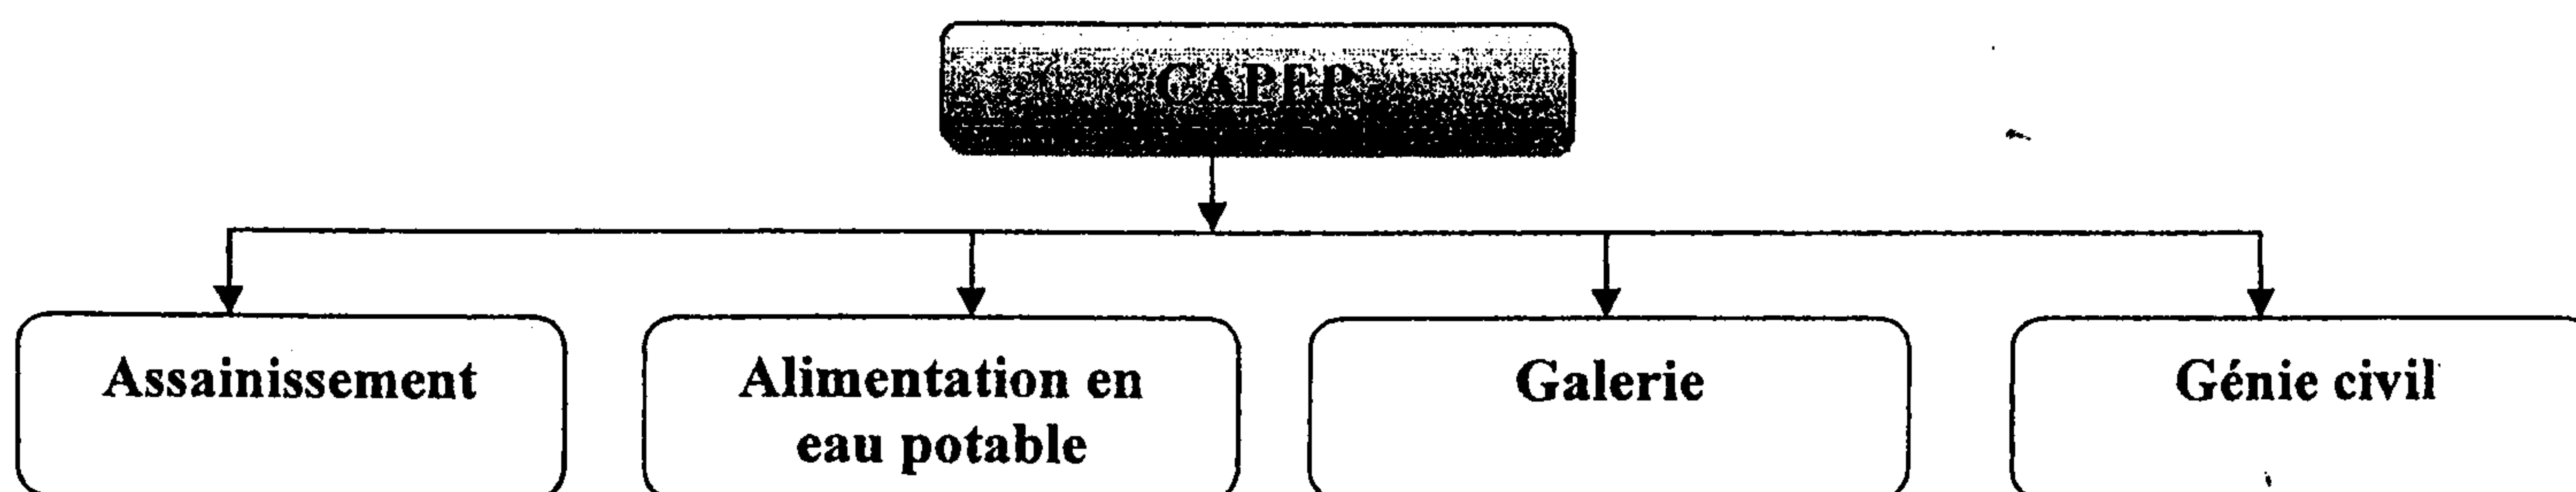 CAPEP
Assainissement
Alimentation en
eau potable
Galerie
Génie civil